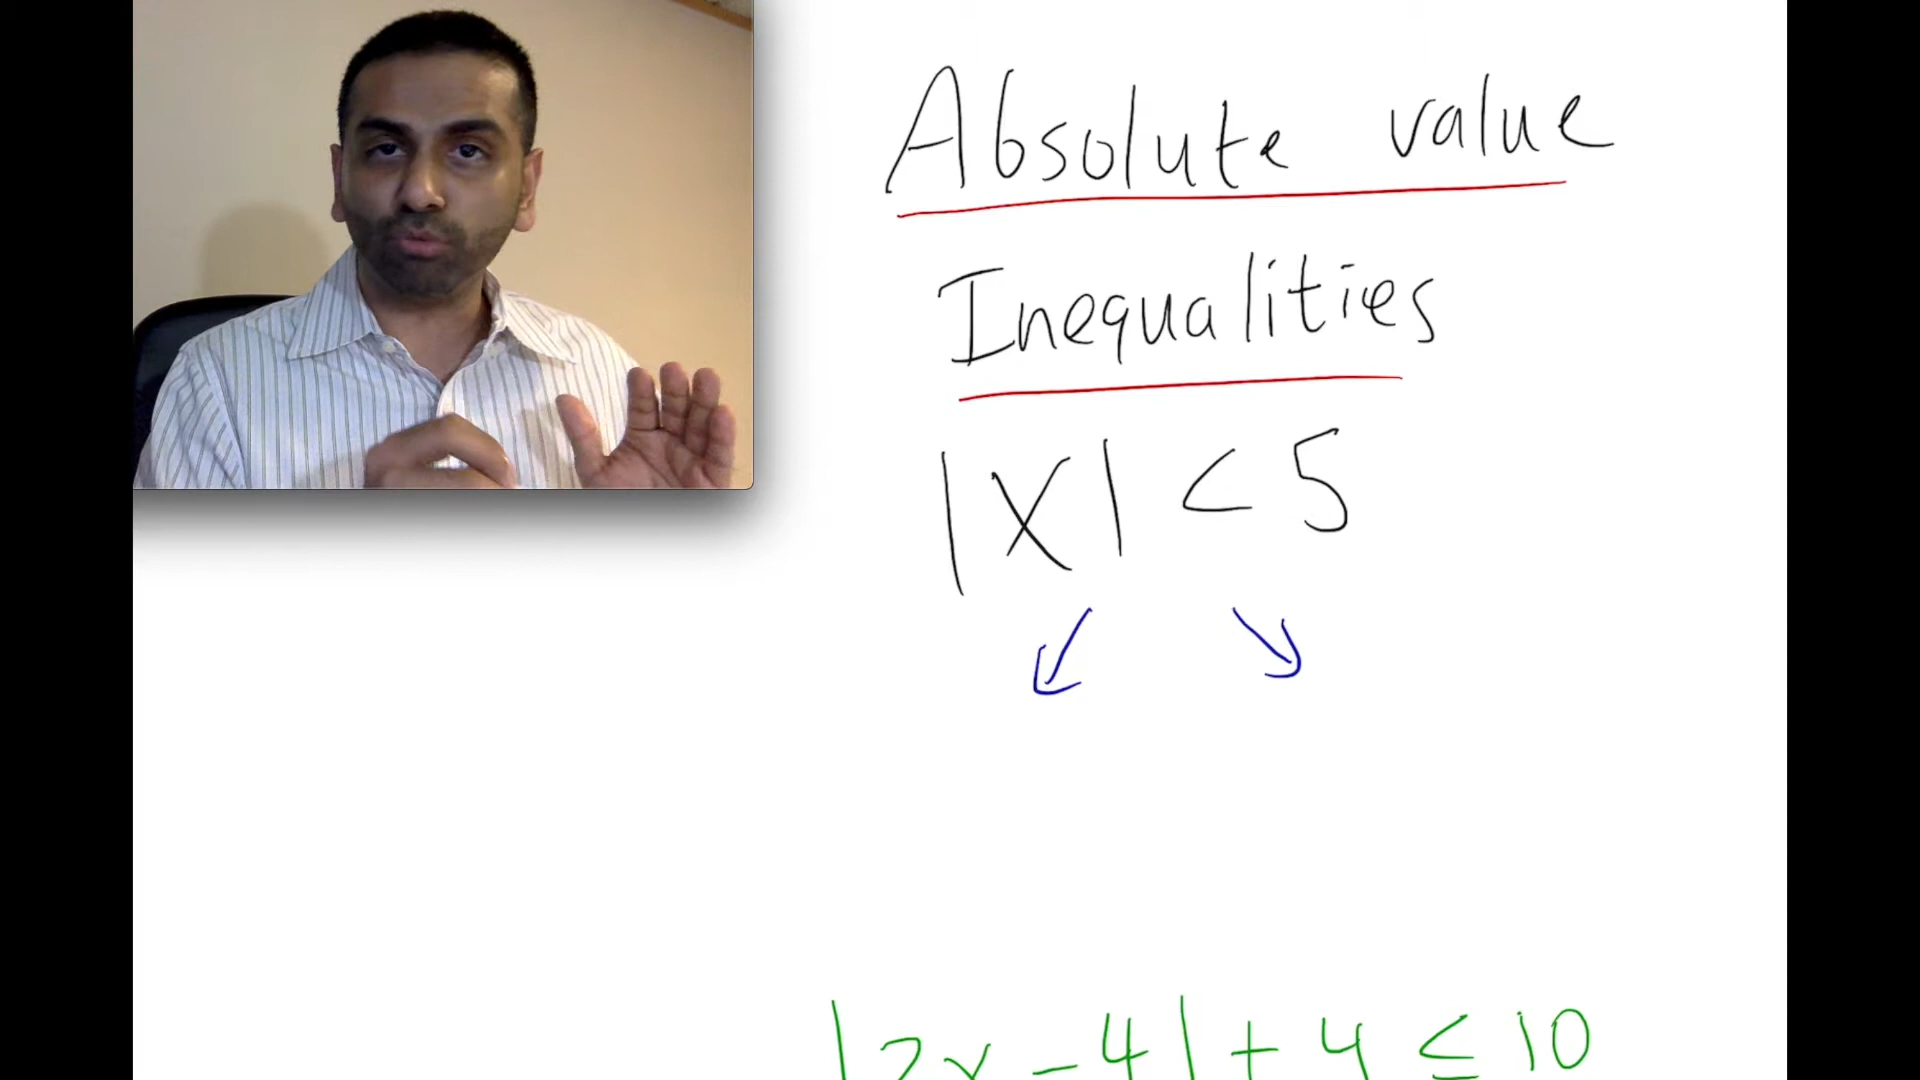 Absolute value
Inequalities
|X| < 5
|2x - 4| + 4 ≤ 10